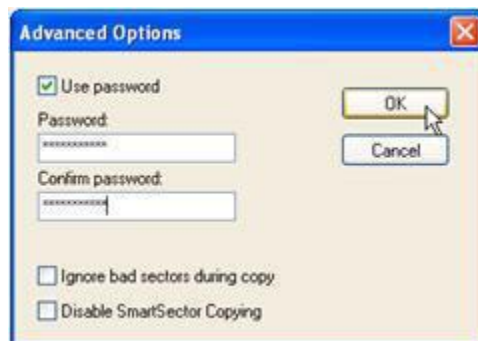 Advanced Options
Use password
OK
Password:
***********
Cancel
Confirm password:
***********
Ignore bad sectors during copy
Disable SmartSector Copying